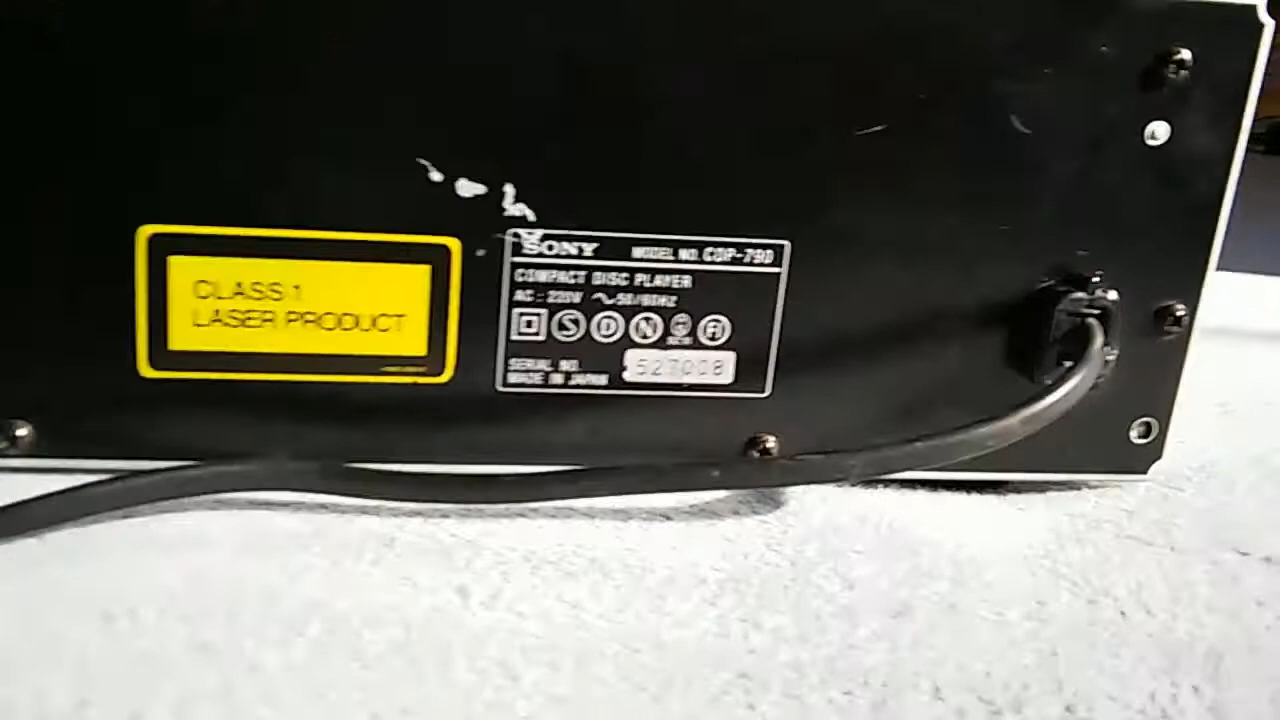 CLASS 1
LASER PRODUCT
SONY MODEL NO. CDP-790
COMPACT DISC PLAYER
AC : 220V ~ 50/60Hz
S D N FI
SERIAL NO. 527008
MADE IN JAPAN